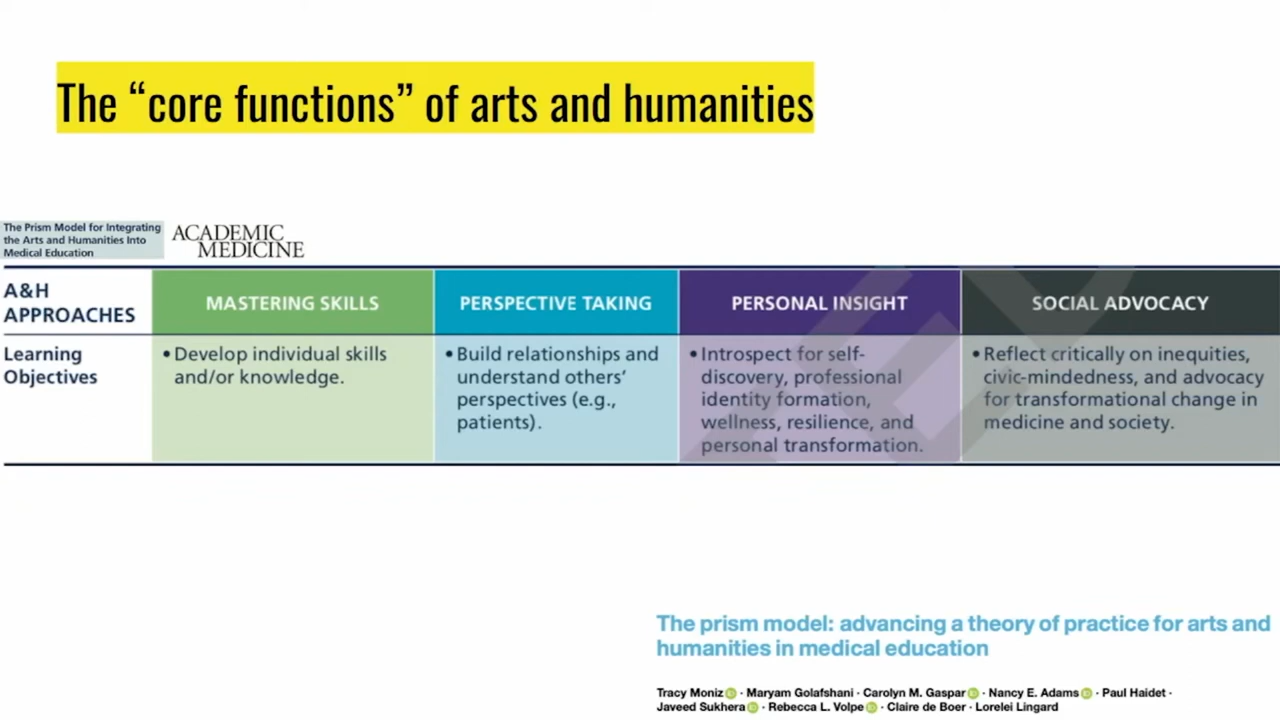 The “core functions” of arts and humanities
The Prism Model for Integrating
the Arts and Humanities Into
Medical Education
ACADEMIC
MEDICINE
A&H
APPROACHES
MASTERING SKILLS
PERSPECTIVE TAKING
PERSONAL INSIGHT
SOCIAL ADVOCACY
Learning
Objectives
• Develop individual skills
and/or knowledge.
• Build relationships and
understand others’
perspectives (e.g.,
patients).
• Introspect for self-
discovery, professional
identity formation,
wellness, resilience, and
personal transformation.
• Reflect critically on inequities,
civic-mindedness, and advocacy
for transformational change in
medicine and society.
The prism model: advancing a theory of practice for arts and
humanities in medical education
Tracy Moniz · Maryam Golafshani · Carolyn M. Gaspar · Nancy E. Adams · Paul Haidet ·
Javeed Sukhera · Rebecca L. Volpe · Claire de Boer · Lorelei Lingard